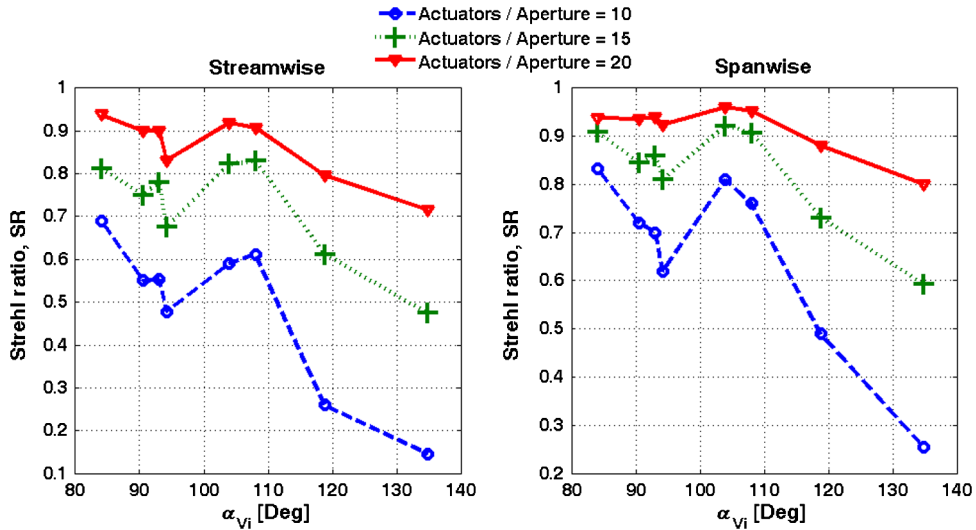 Actuators / Aperture = 10
Actuators / Aperture = 15
Actuators / Aperture = 20
Streamwise
Strehl ratio, SR
1
0.9
0.8
0.7
0.6
0.5
0.4
0.3
0.2
0.1
80 90 100 110 120 130 140
α_Vi [Deg]
Spanwise
Strehl ratio, SR
1
0.9
0.8
0.7
0.6
0.5
0.4
0.3
0.2
80 90 100 110 120 130 140
α_Vi [Deg]